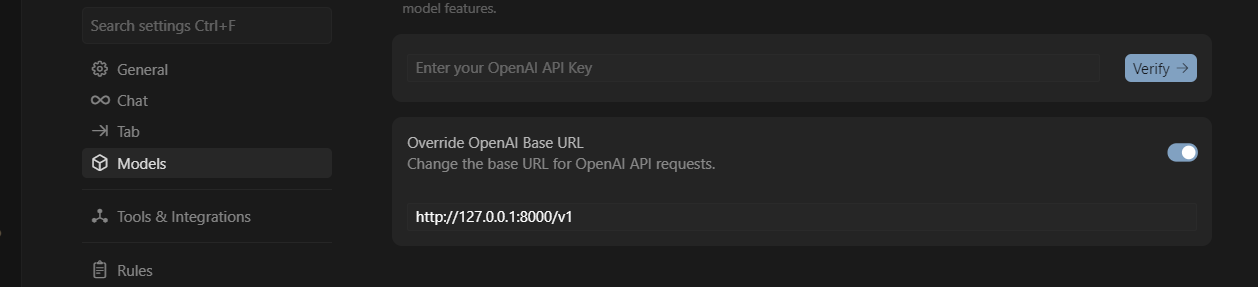 model features.
Search settings Ctrl+F
Enter your OpenAI API Key
Verify →
General
Chat
Tab
Models
Tools & Integrations
Rules
Override OpenAI Base URL
Change the base URL for OpenAI API requests.
http://127.0.0.1:8000/v1